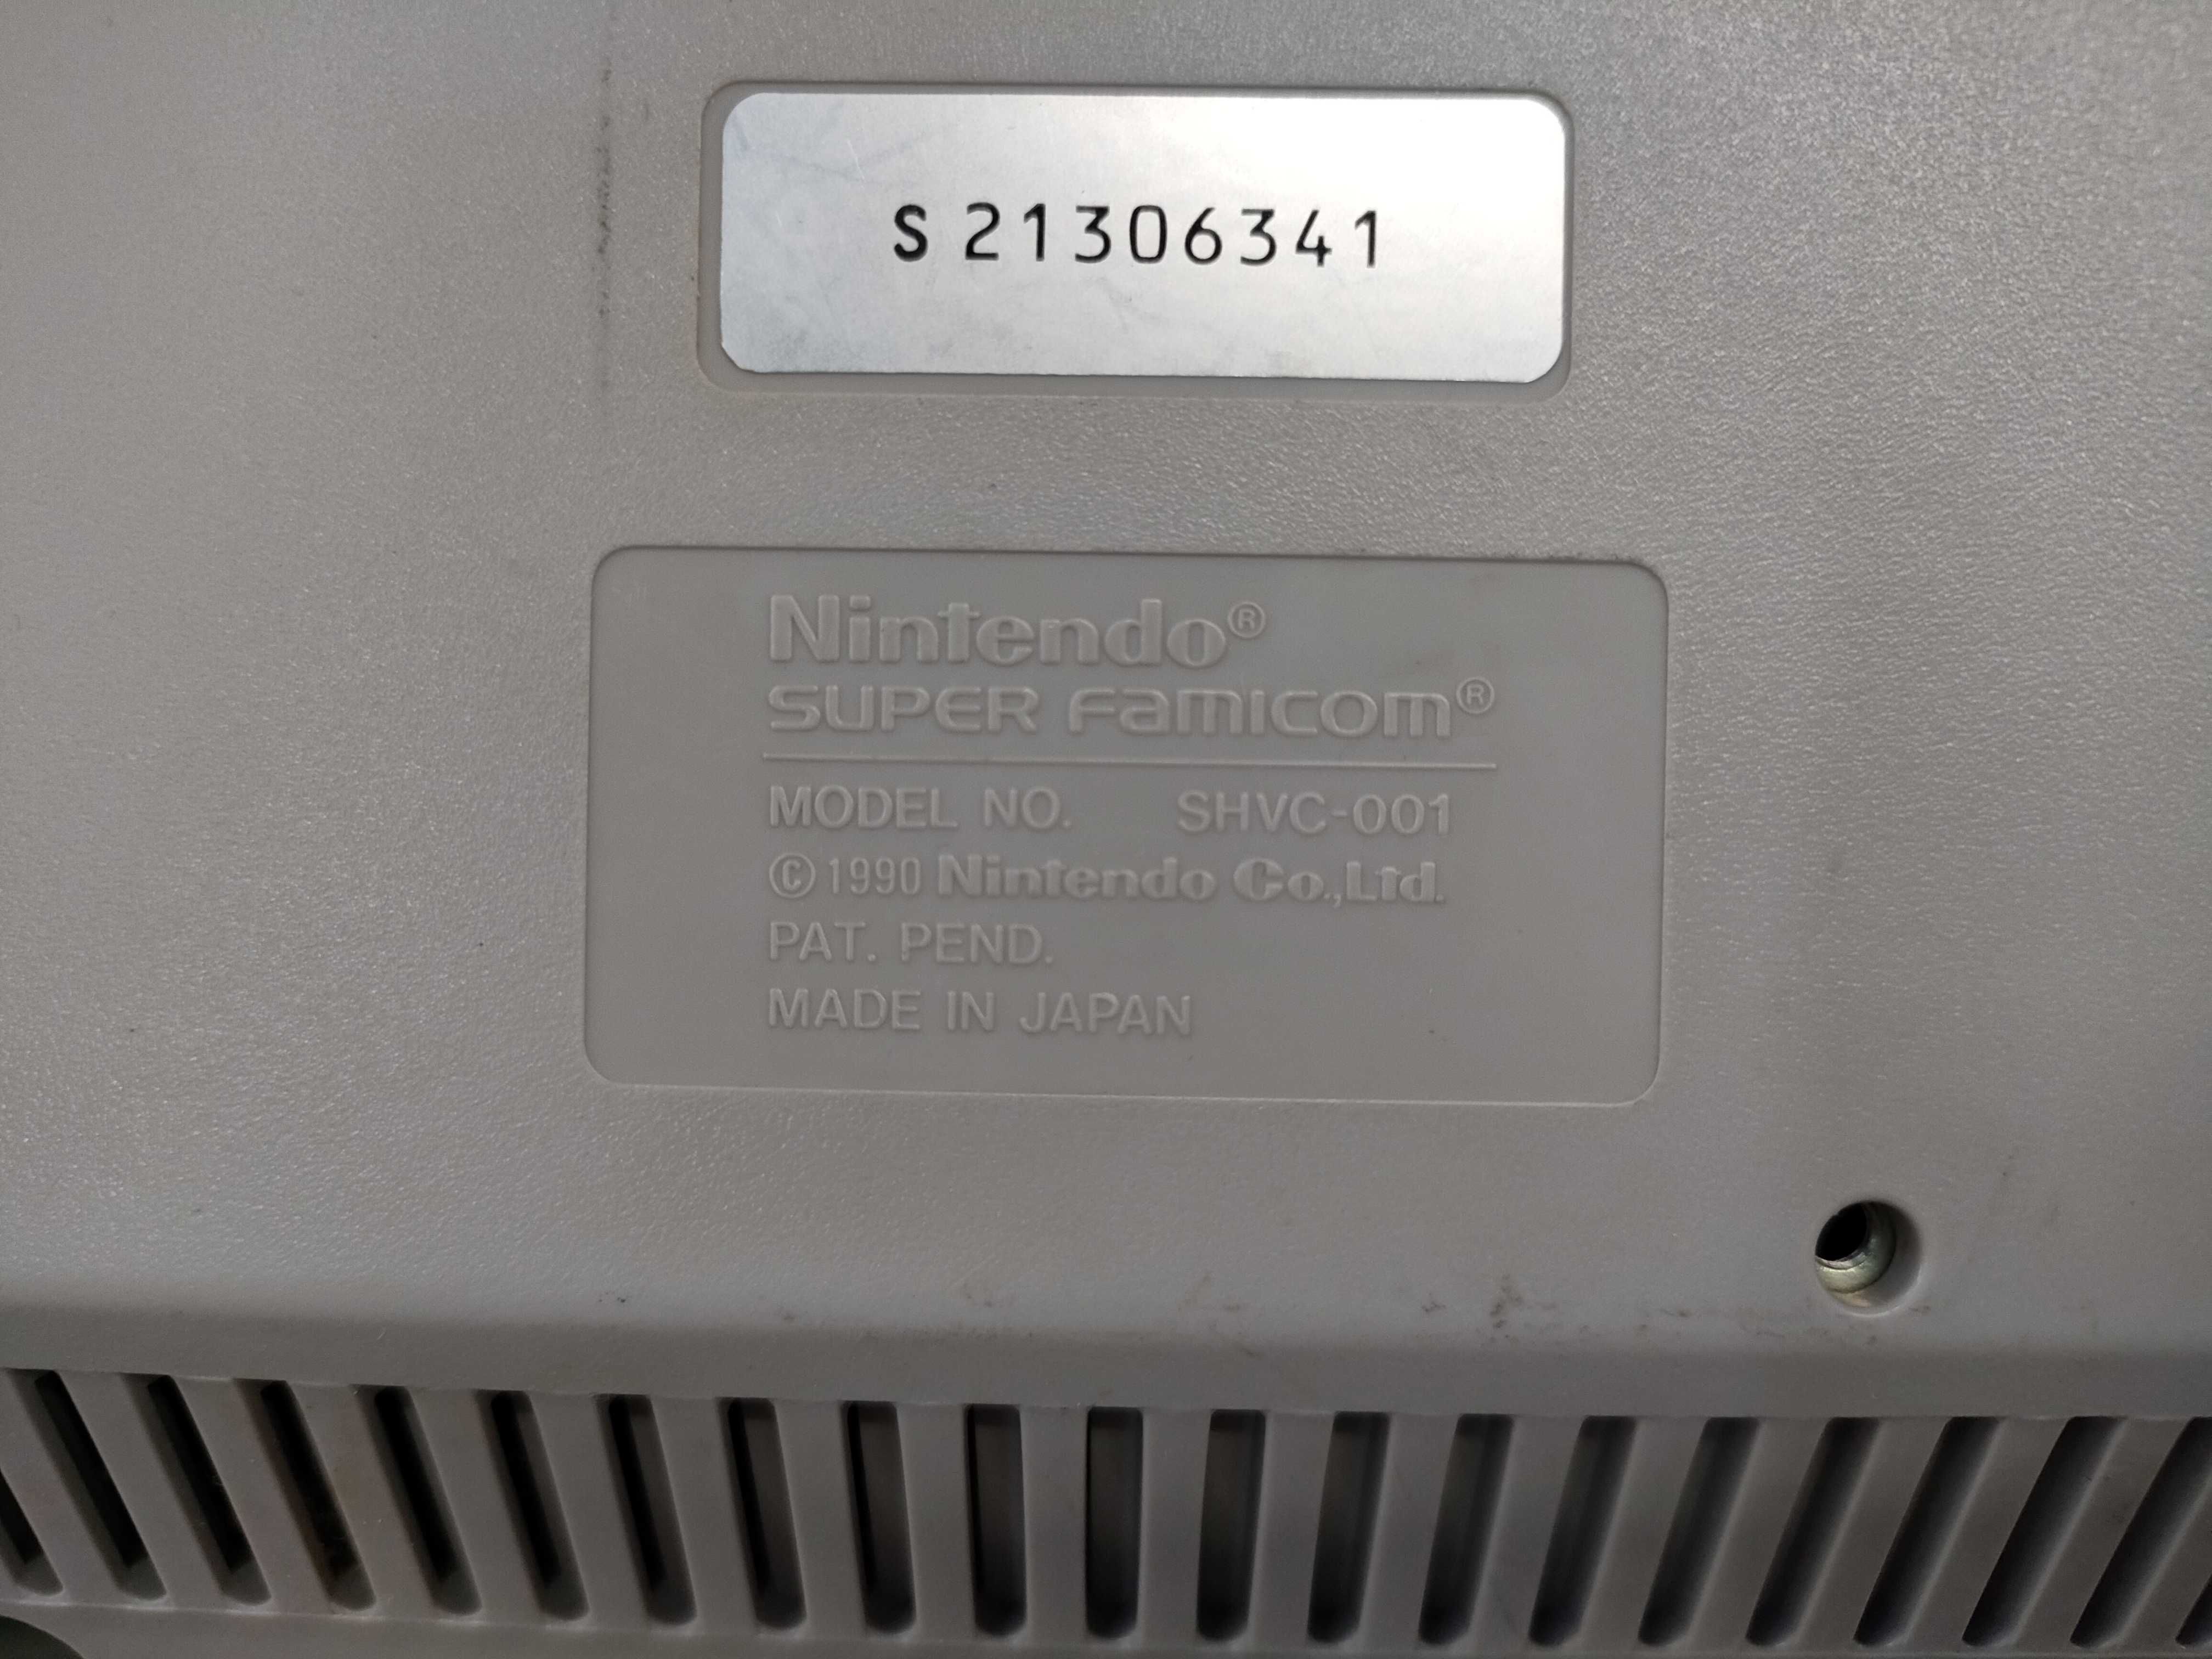 S 21306341
Nintendo®
SUPER Famicom®
MODEL NO. SHVC-001
© 1990 Nintendo Co.,Ltd.
PAT. PEND.
MADE IN JAPAN